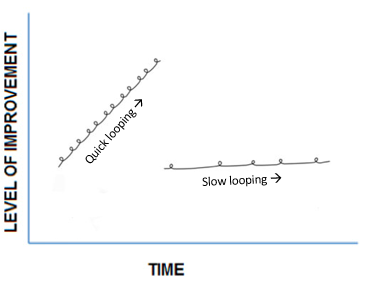 LEVEL OF IMPROVEMENT
Quick looping →
Slow looping →
TIME